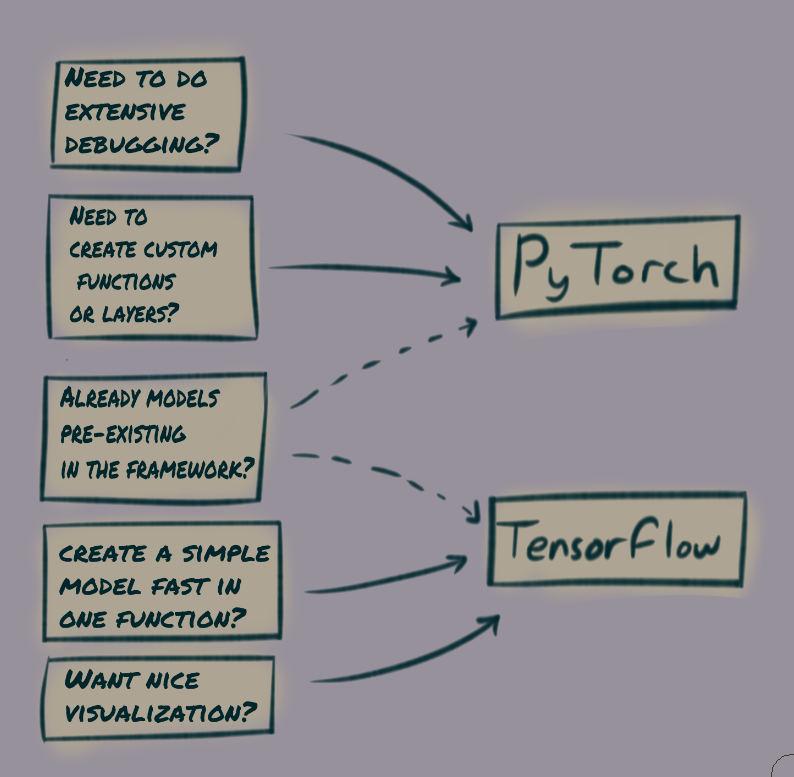 NEED TO DO
EXTENSIVE
DEBUGGING?
NEED TO
CREATE CUSTOM
FUNCTIONS
OR LAYERS?
PyTorch
ALREADY MODELS
PRE-EXISTING
IN THE FRAMEWORK?
CREATE A SIMPLE
MODEL FAST IN
ONE FUNCTION?
Tensorflow
WANT NICE
VISUALIZATION?